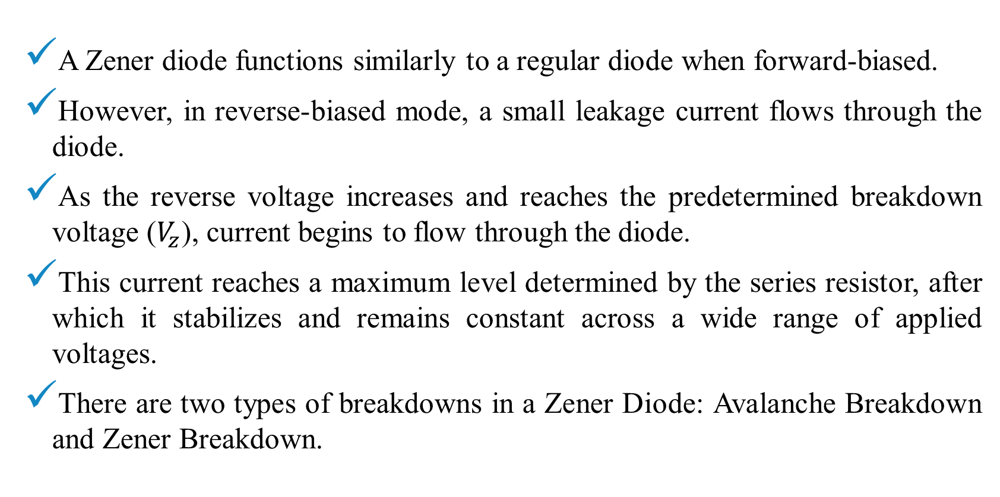 ✓A Zener diode functions similarly to a regular diode when forward-biased.
✓However, in reverse-biased mode, a small leakage current flows through the
diode.
✓As the reverse voltage increases and reaches the predetermined breakdown
voltage (V_z), current begins to flow through the diode.
✓This current reaches a maximum level determined by the series resistor, after
which it stabilizes and remains constant across a wide range of applied
voltages.
✓There are two types of breakdowns in a Zener Diode: Avalanche Breakdown
and Zener Breakdown.